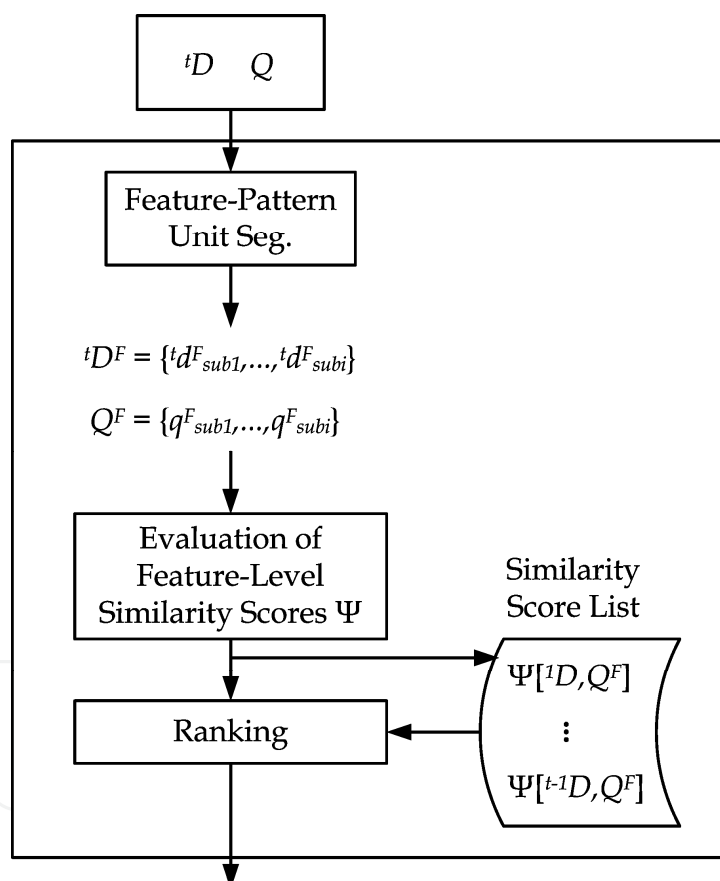 ᵗD Q
Feature-Pattern
Unit Seg.
ᵗDᶠ = {ᵗdᶠsub1,...,ᵗdᶠsubi}
Qᶠ = {qᶠsub1,...,qᶠsubi}
Evaluation of
Feature-Level
Similarity Scores Ψ
Similarity
Score List
Ψ[¹D,Qᶠ]
⋮
Ψ[ᵗ⁻¹D,Qᶠ]
Ranking